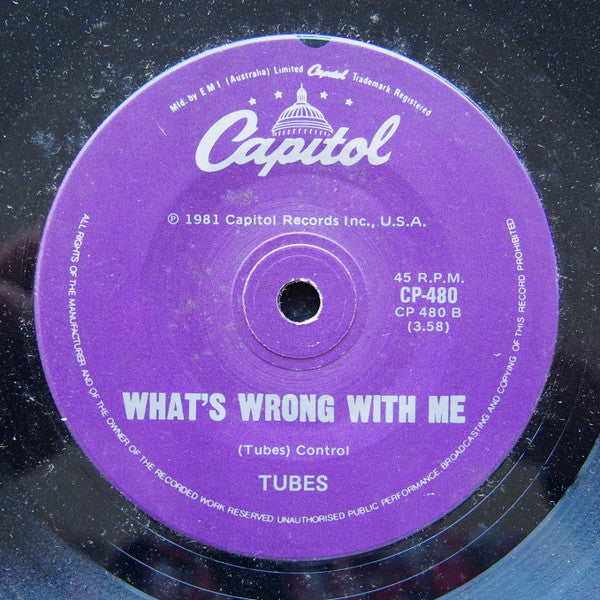 Mfd. by E M I (Australia) Limited Capitol Trademark Registered
Capitol
℗ 1981 Capitol Records Inc., U.S.A.
45 R.P.M.
CP-480
CP 480 B
(3.58)
WHAT'S WRONG WITH ME
(Tubes) Control
TUBES
ALL RIGHTS OF THE MANUFACTURER AND OF THE OWNER OF THE RECORDED WORK RESERVED. UNAUTHORISED PUBLIC PERFORMANCE, BROADCASTING AND COPYING OF THIS RECORD PROHIBITED